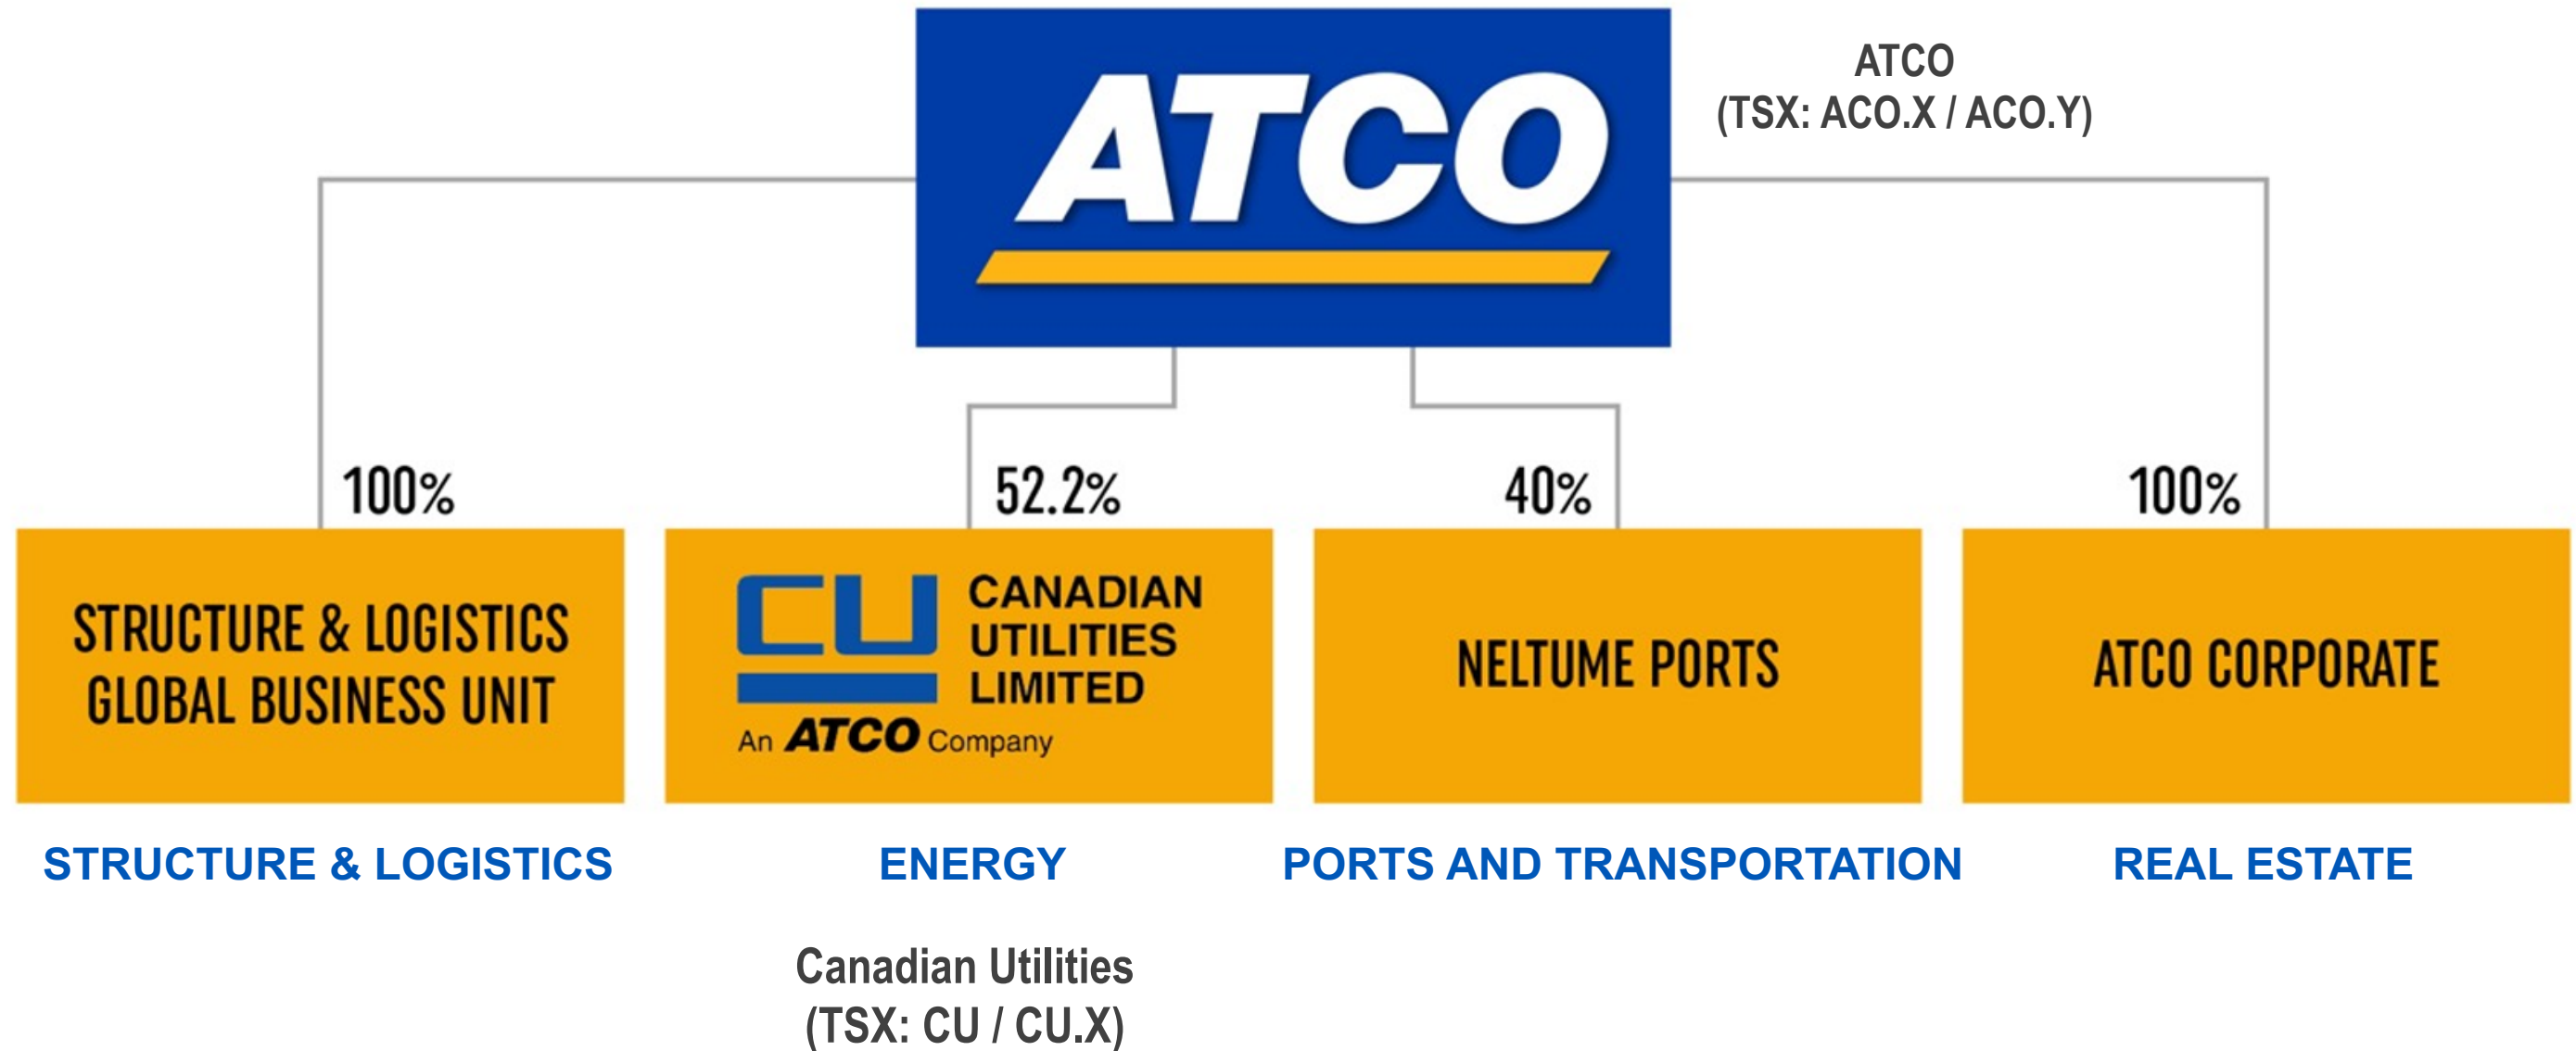 ATCO
ATCO
(TSX: ACO.X / ACO.Y)
100%
52.2%
40%
100%
STRUCTURE & LOGISTICS
GLOBAL BUSINESS UNIT
CU
CANADIAN
UTILITIES
LIMITED
An ATCO Company
NELTUME PORTS
ATCO CORPORATE
STRUCTURE & LOGISTICS
ENERGY
PORTS AND TRANSPORTATION
REAL ESTATE
Canadian Utilities
(TSX: CU / CU.X)